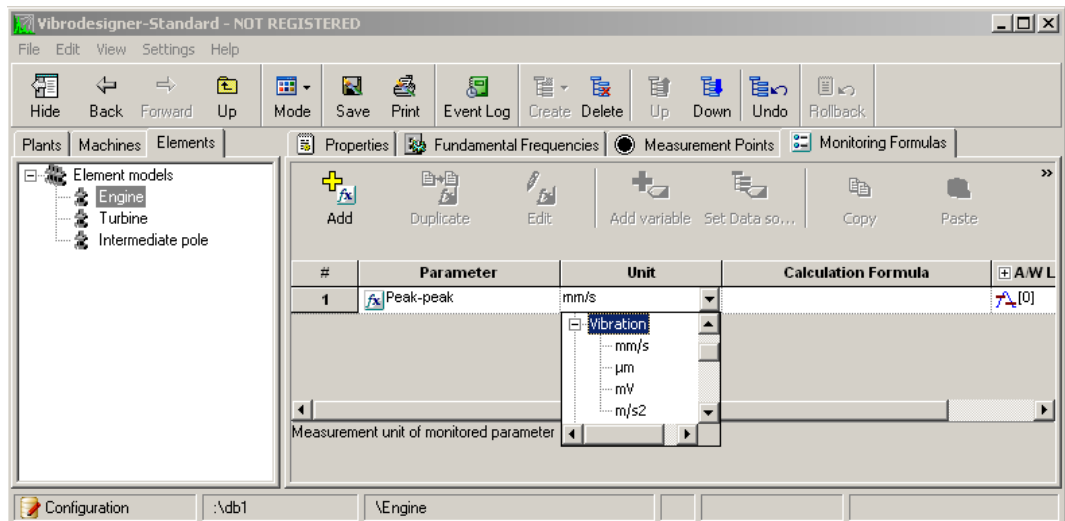 Vibrodesigner-Standard - NOT REGISTERED
File Edit View Settings Help
Hide Back Forward Up Mode Save Print Event Log Create Delete Up Down Undo Rollback
Plants Machines Elements
Properties Fundamental Frequencies Measurement Points Monitoring Formulas
Element models
Engine
Turbine
Intermediate pole
Add Duplicate Edit Add variable Set Data so... Copy Paste
»
# Parameter Unit Calculation Formula A/W L
1 fx Peak-peak mm/s [0]
Vibration
mm/s
µm
mV
m/s2
Measurement unit of monitored parameter
Configuration :\db1 \Engine